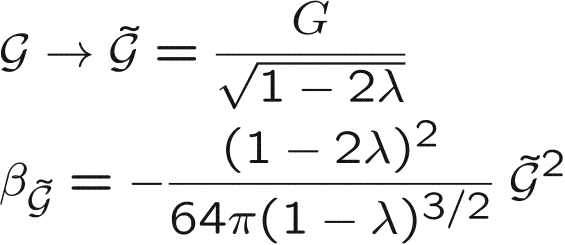 𝒢 → 𝒢̃ = G / √(1 − 2λ)
β_𝒢̃ = −(1 − 2λ)² / 64π(1 − λ)^{3/2} 𝒢̃²